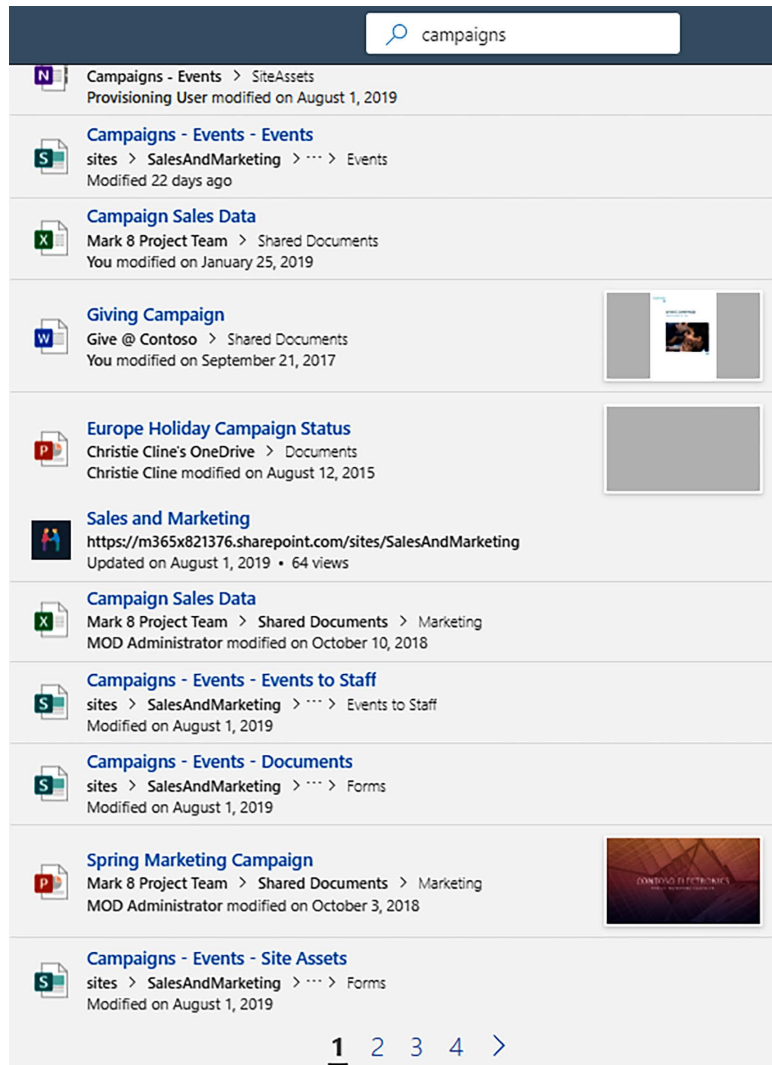 campaigns
N
Campaigns - Events > SiteAssets
Provisioning User modified on August 1, 2019
Campaigns - Events - Events
S
sites > SalesAndMarketing > ··· > Events
Modified 22 days ago
Campaign Sales Data
X
Mark 8 Project Team > Shared Documents
You modified on January 25, 2019
Giving Campaign
W
Give @ Contoso > Shared Documents
You modified on September 21, 2017
Europe Holiday Campaign Status
P
Christie Cline's OneDrive > Documents
Christie Cline modified on August 12, 2015
Sales and Marketing
https://m365x821376.sharepoint.com/sites/SalesAndMarketing
Updated on August 1, 2019 • 64 views
Campaign Sales Data
X
Mark 8 Project Team > Shared Documents > Marketing
MOD Administrator modified on October 10, 2018
Campaigns - Events - Events to Staff
S
sites > SalesAndMarketing > ··· > Events to Staff
Modified on August 1, 2019
Campaigns - Events - Documents
S
sites > SalesAndMarketing > ··· > Forms
Modified on August 1, 2019
Spring Marketing Campaign
P
Mark 8 Project Team > Shared Documents > Marketing
MOD Administrator modified on October 3, 2018
CONTOSO ELECTRONICS
Campaigns - Events - Site Assets
S
sites > SalesAndMarketing > ··· > Forms
Modified on August 1, 2019
1 2 3 4 >